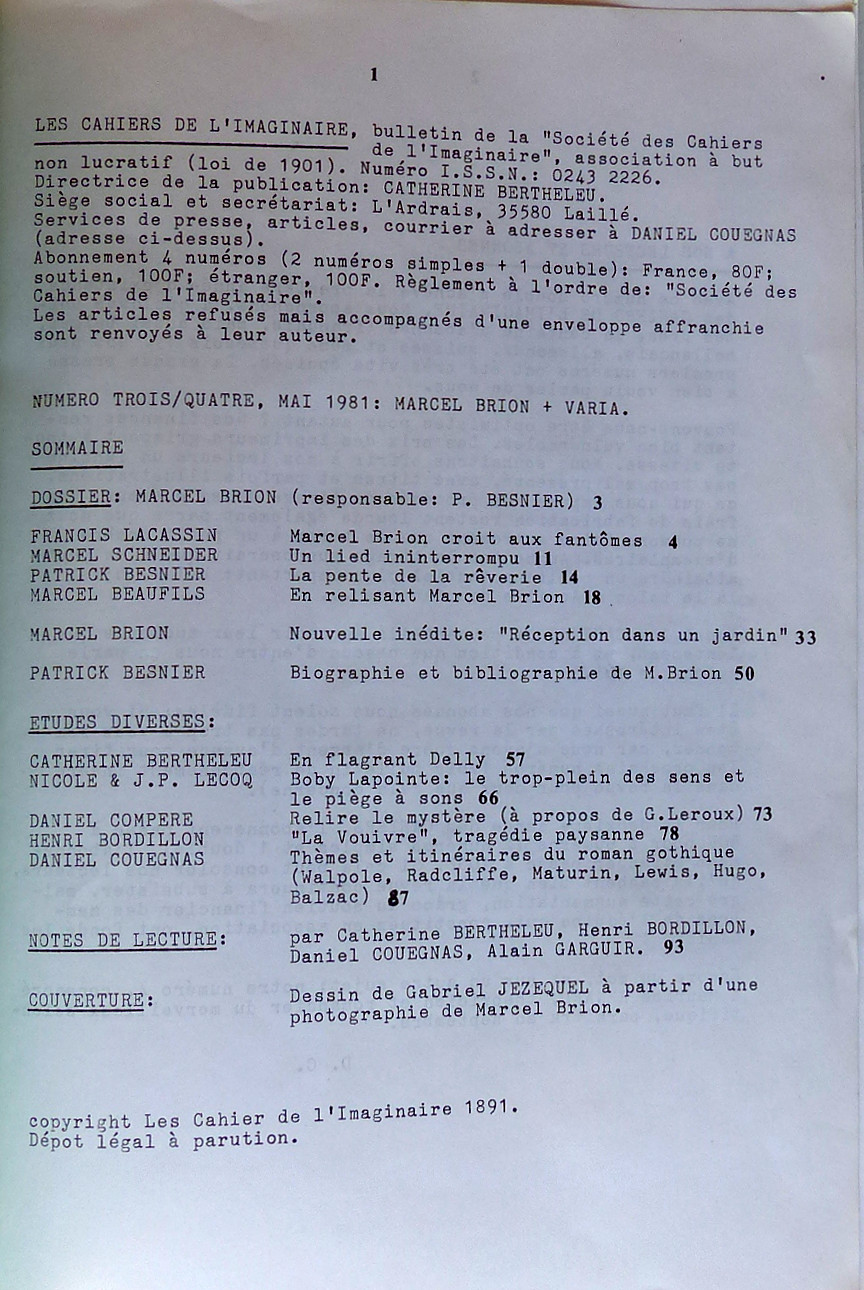 1
LES CAHIERS DE L'IMAGINAIRE, bulletin de la "Société des Cahiers
de l'Imaginaire", association à but
non lucratif (loi de 1901). Numéro I.S.S.N.: 0243 2226.
Directrice de la publication: CATHERINE BERTHELEU.
Siège social et secrétariat: L'Ardrais, 35580 Laillé.
Services de presse, articles, courrier à adresser à DANIEL COUEGNAS
(adresse ci-dessus).
Abonnement 4 numéros (2 numéros simples + 1 double): France, 80F;
soutien, 100F; étranger, 100F. Règlement à l'ordre de: "Société des
Cahiers de l'Imaginaire".
Les articles refusés mais accompagnés d'une enveloppe affranchie
sont renvoyés à leur auteur.
NUMERO TROIS/QUATRE, MAI 1981: MARCEL BRION + VARIA.
SOMMAIRE
DOSSIER: MARCEL BRION (responsable: P. BESNIER) 3
FRANCIS LACASSIN Marcel Brion croit aux fantômes 4
MARCEL SCHNEIDER Un lied ininterrompu 11
PATRICK BESNIER La pente de la rêverie 14
MARCEL BEAUFILS En relisant Marcel Brion 18
MARCEL BRION Nouvelle inédite: "Réception dans un jardin" 33
PATRICK BESNIER Biographie et bibliographie de M.Brion 50
ETUDES DIVERSES:
CATHERINE BERTHELEU En flagrant Delly 57
NICOLE & J.P. LECOQ Boby Lapointe: le trop-plein des sens et
le piège à sons 66
DANIEL COMPERE Relire le mystère (à propos de G.Leroux) 73
HENRI BORDILLON "La Vouivre", tragédie paysanne 78
DANIEL COUEGNAS Thèmes et itinéraires du roman gothique
(Walpole, Radcliffe, Maturin, Lewis, Hugo,
Balzac) 87
NOTES DE LECTURE: par Catherine BERTHELEU, Henri BORDILLON,
Daniel COUEGNAS, Alain GARGUIR. 93
COUVERTURE: Dessin de Gabriel JEZEQUEL à partir d'une
photographie de Marcel Brion.
copyright Les Cahier de l'Imaginaire 1891.
Dépot légal à parution.